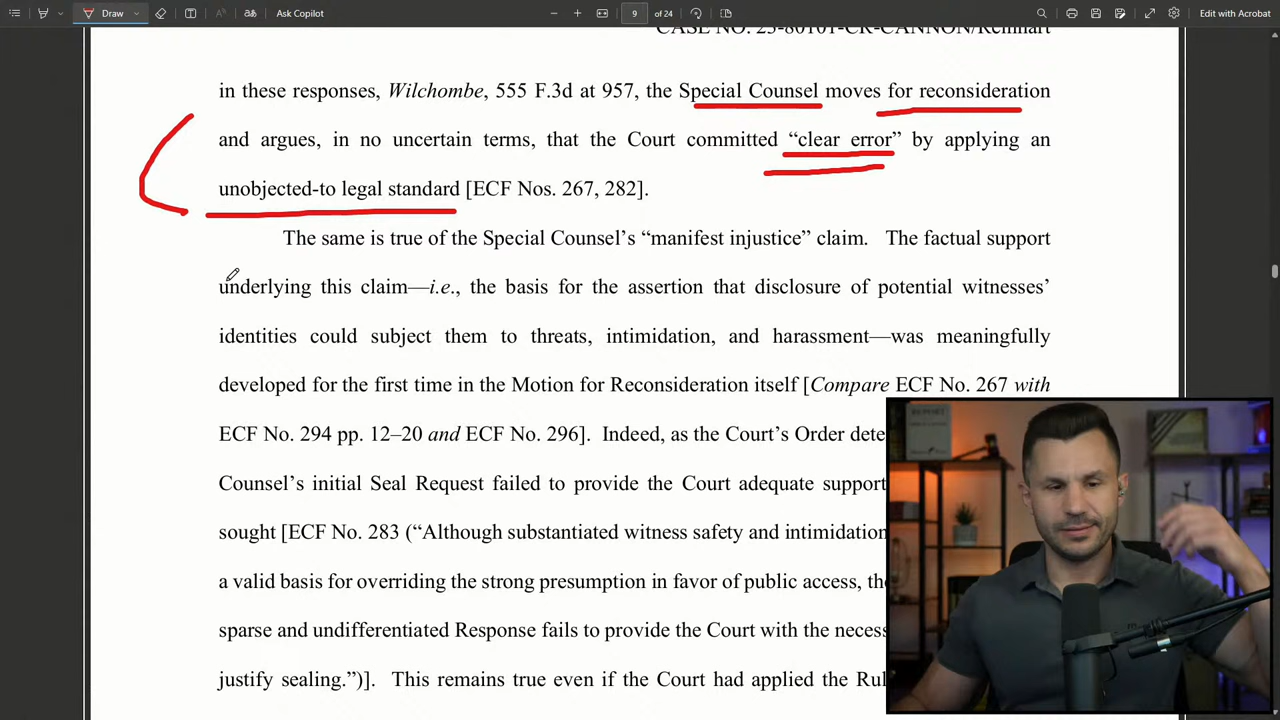 Draw
Ask Copilot
9 of 24
Edit with Acrobat
CASE NO. 23-80101-CR-CANNON/Reinhart
in these responses, Wilchombe, 555 F.3d at 957, the Special Counsel moves for reconsideration
and argues, in no uncertain terms, that the Court committed “clear error” by applying an
unobjected-to legal standard [ECF Nos. 267, 282].
The same is true of the Special Counsel’s “manifest injustice” claim. The factual support
underlying this claim—i.e., the basis for the assertion that disclosure of potential witnesses’
identities could subject them to threats, intimidation, and harassment—was meaningfully
developed for the first time in the Motion for Reconsideration itself [Compare ECF No. 267 with
ECF No. 294 pp. 12–20 and ECF No. 296]. Indeed, as the Court’s Order dete
Counsel’s initial Seal Request failed to provide the Court adequate support
sought [ECF No. 283 (“Although substantiated witness safety and intimidation
a valid basis for overriding the strong presumption in favor of public access, the
sparse and undifferentiated Response fails to provide the Court with the necess
justify sealing.”)]. This remains true even if the Court had applied the Rul